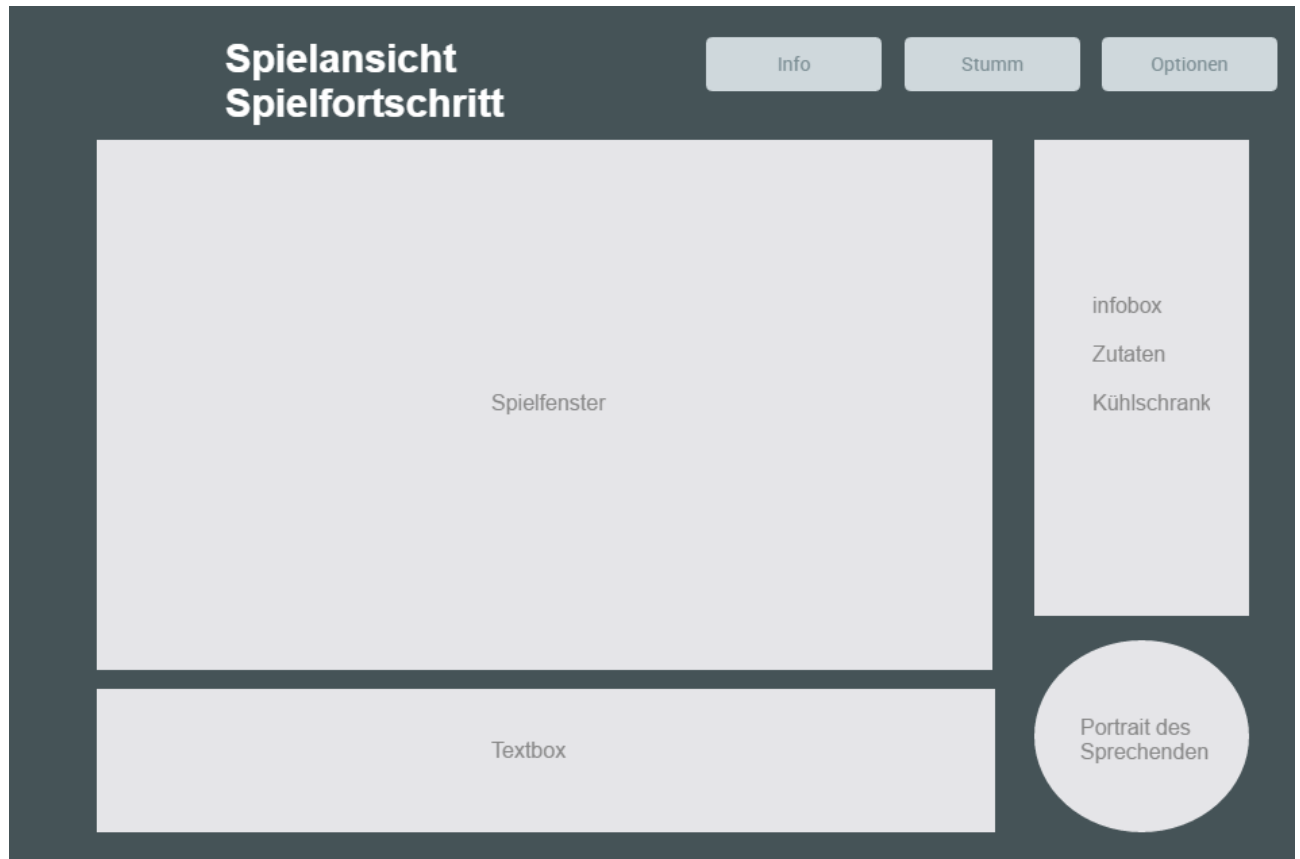 Spielansicht
Spielfortschritt
Info
Stumm
Optionen
Spielfenster
infobox
Zutaten
Kühlschrank
Textbox
Portrait des
Sprechenden